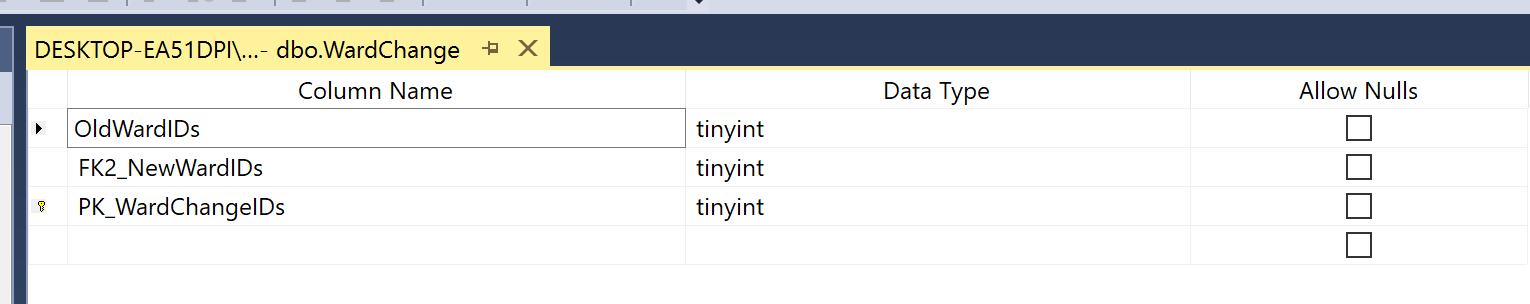 DESKTOP-EA51DPI\...- dbo.WardChange
Column Name Data Type Allow Nulls
OldWardIDs tinyint
FK2_NewWardIDs tinyint
PK_WardChangeIDs tinyint